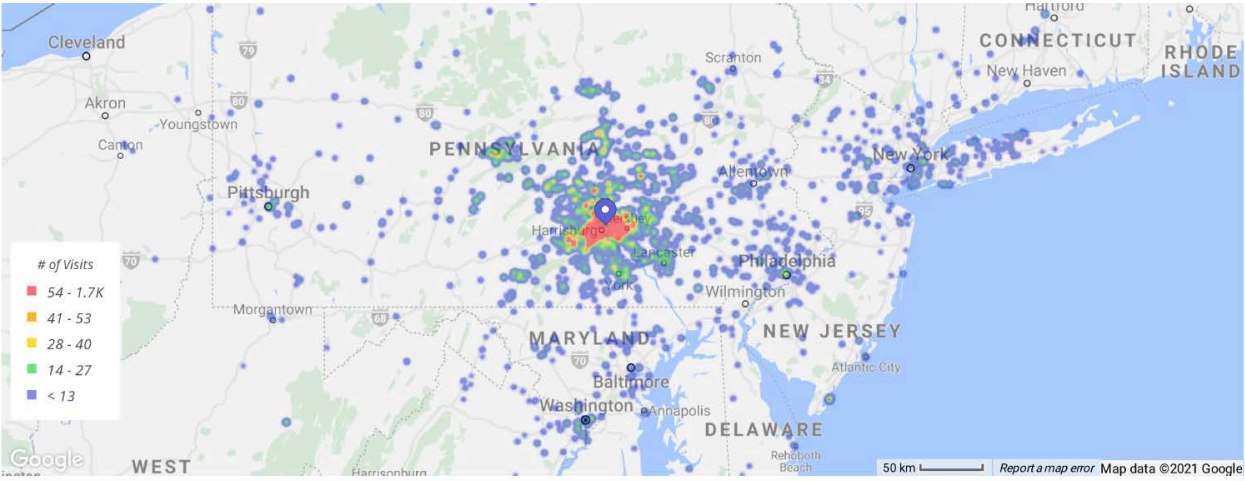 Hartford
Cleveland
79
CONNECTICUT
RHODE
ISLAND
Scranton
84
New Haven
Akron
80
80
80
Youngstown
Canton
PENNSYLVANIA
New York
Allentown
Pittsburgh
95
Hershey
Harrisburg
# of Visits
54 - 1.7K
41 - 53
28 - 40
14 - 27
< 13
70
Lancaster
Philadelphia
York
Wilmington
Morgantown
68
MARYLAND
NEW JERSEY
70
Atlantic City
Baltimore
Washington
Annapolis
DELAWARE
Rehoboth
Beach
Google
WEST
Harrisonburg
50 km
Report a map error
Map data ©2021 Google